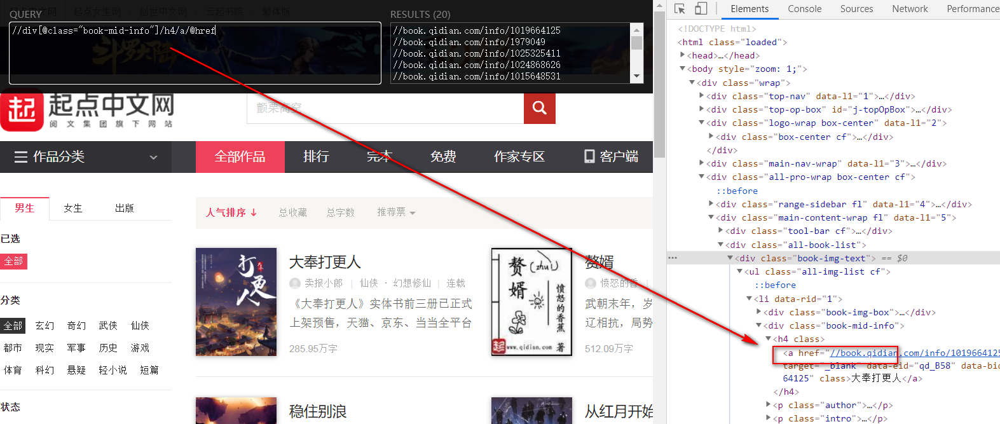 起点中文网 起点女生网 创世中文网 云起书院 繁体版
QUERY
//div[@class="book-mid-info"]/h4/a/@href
斗罗大陆
RESULTS (20)
//book.qidian.com/info/1019664125
//book.qidian.com/info/1979049
//book.qidian.com/info/1025325411
//book.qidian.com/info/1024868626
//book.qidian.com/info/1015648531
起
起点中文网
阅文集团旗下网站
颤栗高空
作品分类
全部作品 排行 完本 免费 作家专区 客户端
男生 女生 出版
人气排序 ↓ 总收藏 总字数 推荐票
已选
全部
分类
全部 玄幻 奇幻 武侠 仙侠
都市 现实 军事 历史 游戏
体育 科幻 悬疑 轻小说 短篇
状态
打更人
大奉打更人
卖报小郎 | 仙侠 · 幻想修仙 | 连载
《大奉打更人》实体书前三册已正式
上架预售，天猫、京东、当当全平台
285.95万字
赘(zhuì)
婿
愤怒的香蕉 著
起 www.qidian.com
赘婿
愤怒的香
武朝末年，岁
辽相抗，局势
512.09万字
稳住别浪
从红月开始
Elements Console Sources Network Performance
<!DOCTYPE html>
<html class="loaded">
<head>…</head>
<body style="zoom: 1;">
<div class="wrap">
<div class="top-nav" data-l1="1">…</div>
<div class="top-op-box" id="j-topOpBox">…</div>
<div class="logo-wrap box-center" data-l1="2">
<div class="box-center cf">…</div>
</div>
<div class="main-nav-wrap" data-l1="3">…</div>
<div class="all-pro-wrap box-center cf">
::before
<div class="range-sidebar fl" data-l1="4">…</div>
<div class="main-content-wrap fl" data-l1="5">
<div class="tool-bar cf">…</div>
<div class="all-book-list">
<div class="book-img-text"> == $0
<ul class="all-img-list cf">
::before
<li data-rid="1">
<div class="book-img-box">…</div>
<div class="book-mid-info">
<h4 class>
<a href="//book.qidian.com/info/1019664125
target="_blank" data-eid="qd_B58" data-bid
64125" class>大奉打更人</a>
</h4>
<p class="author">…</p>
<p class="intro">…</p>